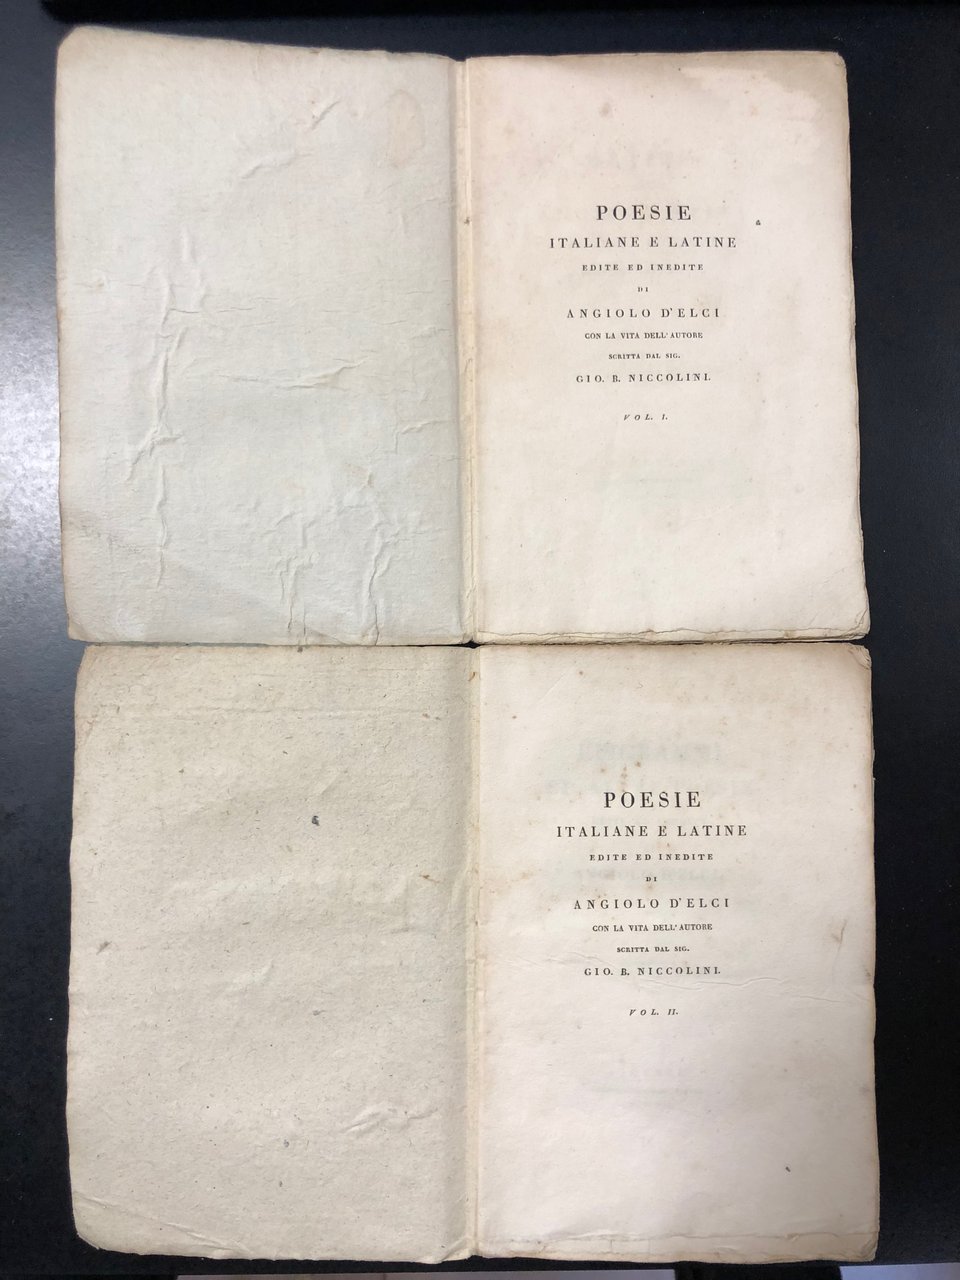 POESIE
ITALIANE E LATINE
EDITE ED INEDITE
DI
ANGIOLO D'ELCI
CON LA VITA DELL'AUTORE
SCRITTA DAL SIG.
GIO. B. NICCOLINI.
VOL. I.
POESIE
ITALIANE E LATINE
EDITE ED INEDITE
DI
ANGIOLO D'ELCI
CON LA VITA DELL'AUTORE
SCRITTA DAL SIG.
GIO. B. NICCOLINI.
VOL. II.